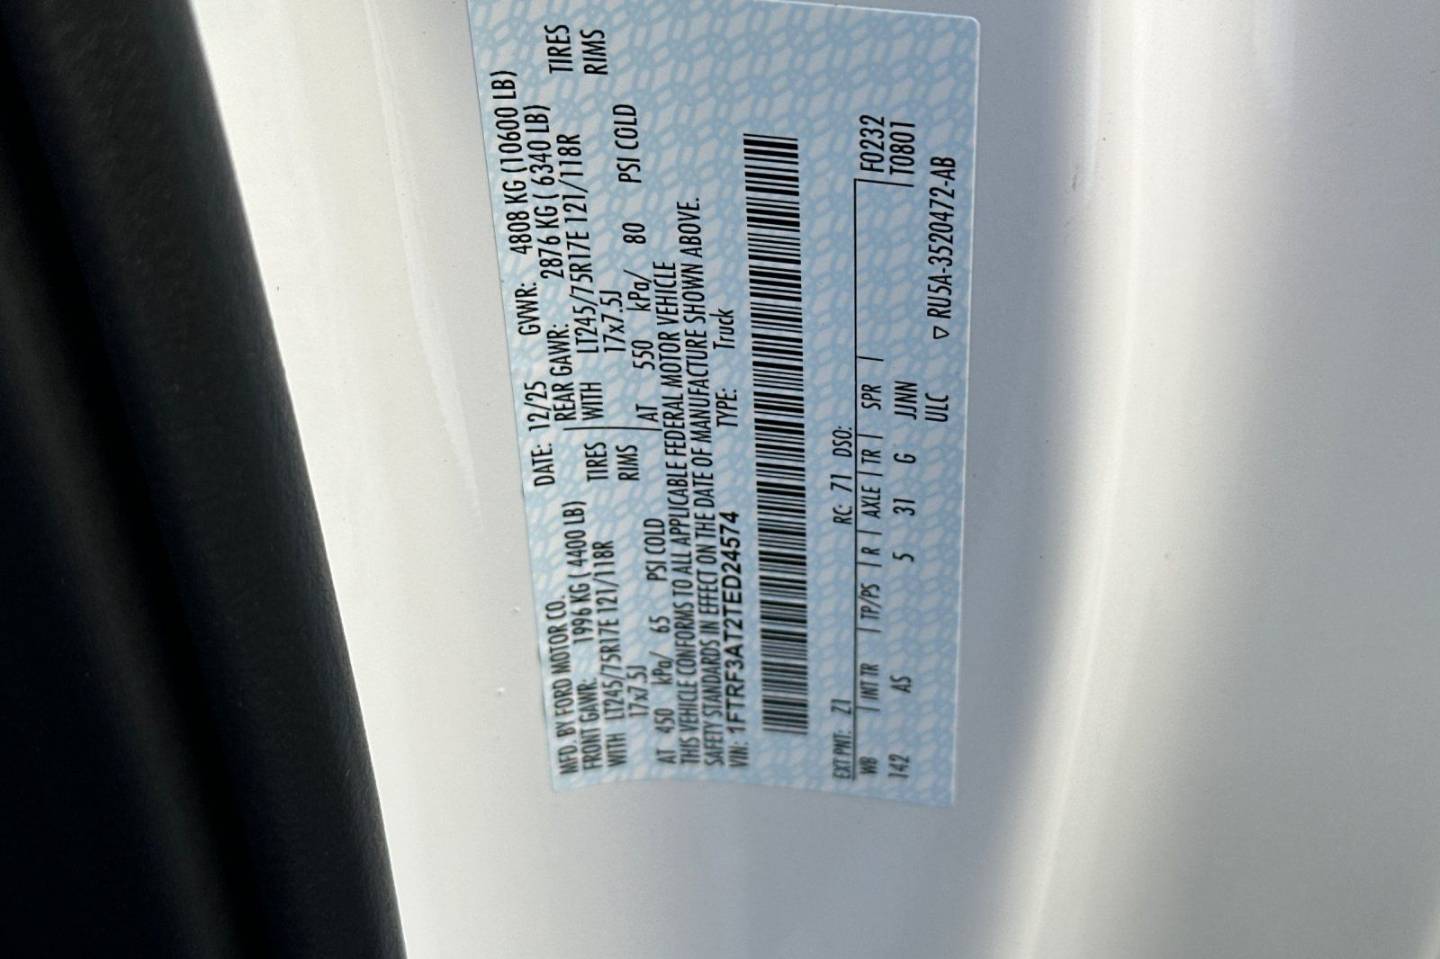 MFD. BY FORD MOTOR CO.
DATE: 12/25 GVWR: 4808 KG (10600 LB)
FRONT GAWR: 1996 KG ( 4400 LB) REAR GAWR: 2876 KG ( 6340 LB)
WITH LT245/75R17E 121/118R TIRES WITH LT245/75R17E 121/118R TIRES
17x7.5J RIMS 17x7.5J RIMS
AT 450 kPa/ 65 PSI COLD AT 550 kPa/ 80 PSI COLD
THIS VEHICLE CONFORMS TO ALL APPLICABLE FEDERAL MOTOR VEHICLE
SAFETY STANDARDS IN EFFECT ON THE DATE OF MANUFACTURE SHOWN ABOVE.
VIN: 1FTRF3AT2TED24574 TYPE: Truck
EXT PNT: Z1 RC: 71 DSO:
WB INT TR TP/PS R AXLE TR SPR F0232
142 AS 5 31 G JJNN T0801
ULC ▽ RU5A-3520472-AB